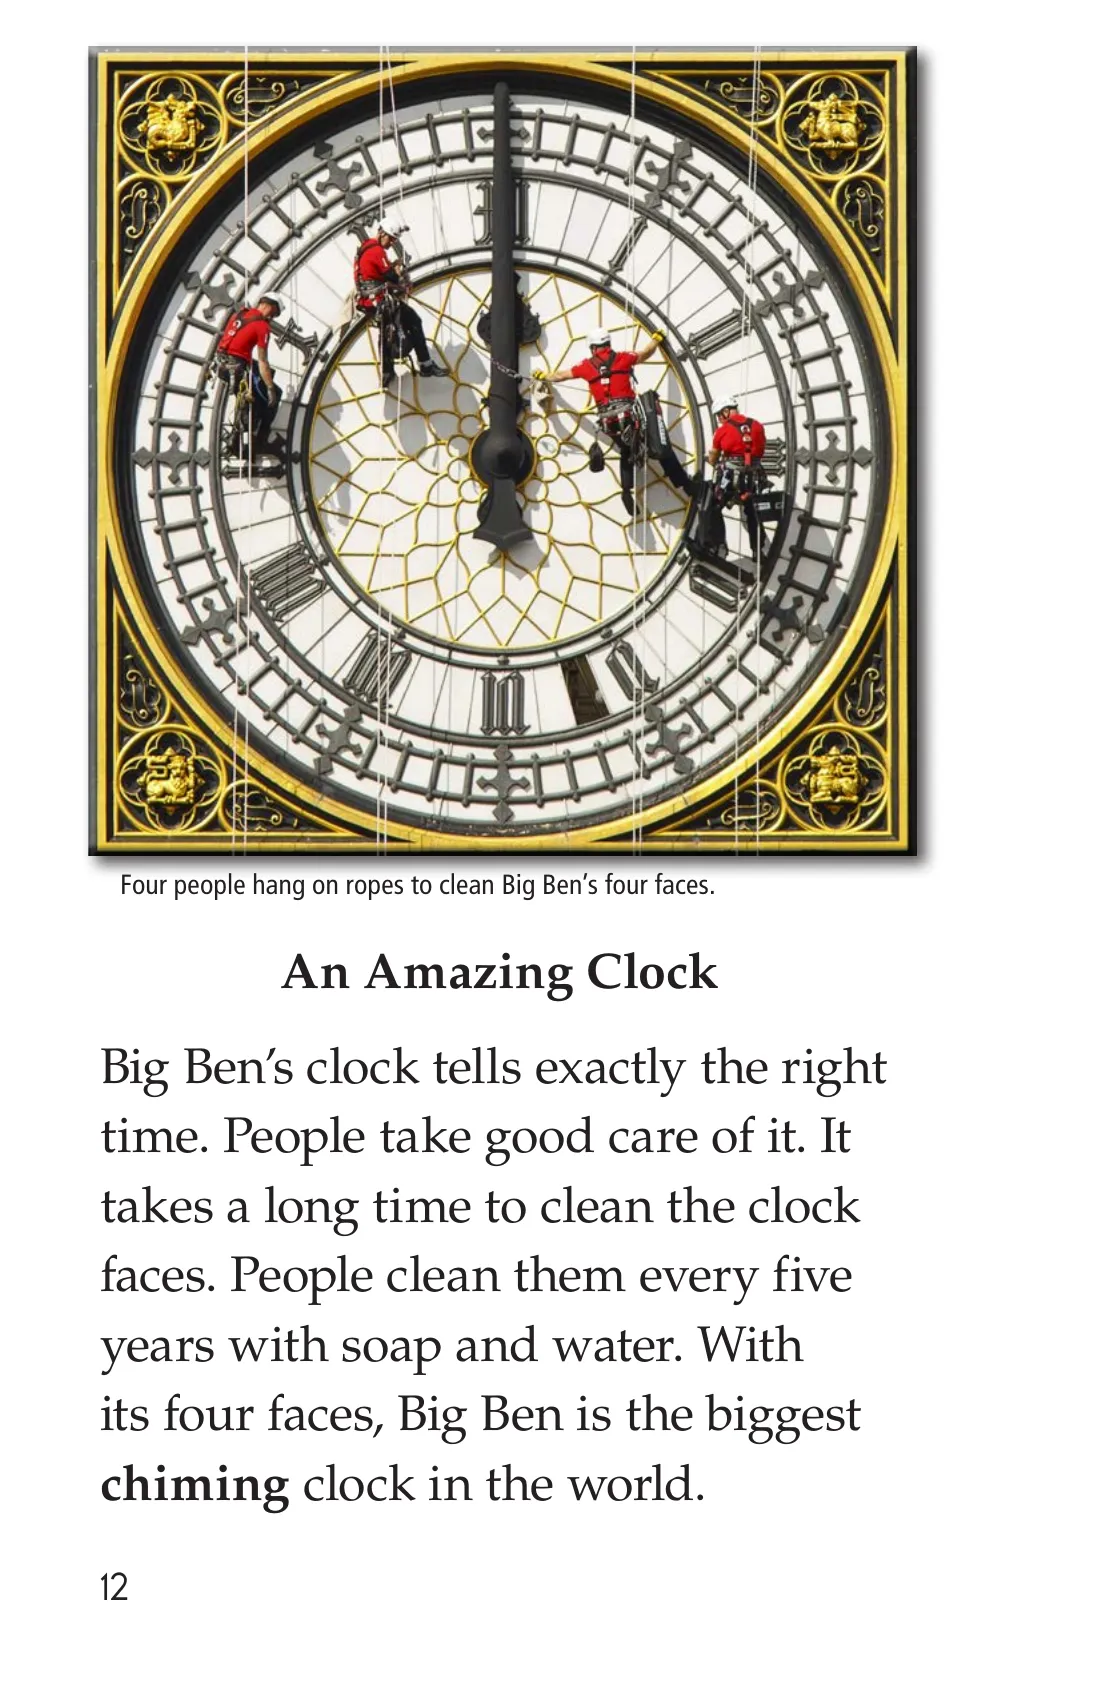 Four people hang on ropes to clean Big Ben’s four faces.
An Amazing Clock
Big Ben’s clock tells exactly the right
time. People take good care of it. It
takes a long time to clean the clock
faces. People clean them every five
years with soap and water. With
its four faces, Big Ben is the biggest
chiming clock in the world.
12